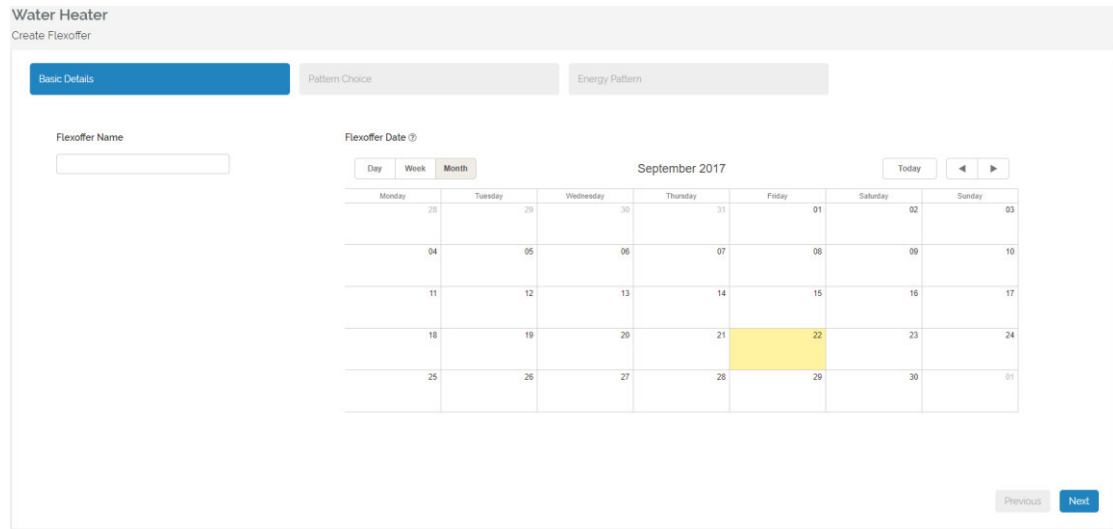 Water Heater
Create Flexoffer
Basic Details Pattern Choice Energy Pattern
Flexoffer Name Flexoffer Date ?
Day Week Month September 2017 Today
Monday Tuesday Wednesday Thursday Friday Saturday Sunday
28 29 30 31 01 02 03
04 05 06 07 08 09 10
11 12 13 14 15 16 17
18 19 20 21 22 23 24
25 26 27 28 29 30 01
Previous Next